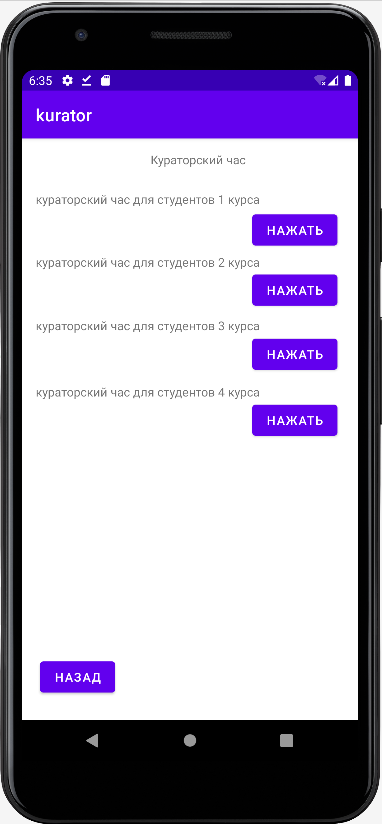 6:35
kurator
Кураторский час
кураторский час для студентов 1 курса
НАЖАТЬ
кураторский час для студентов 2 курса
НАЖАТЬ
кураторский час для студентов 3 курса
НАЖАТЬ
кураторский час для студентов 4 курса
НАЖАТЬ
НАЗАД